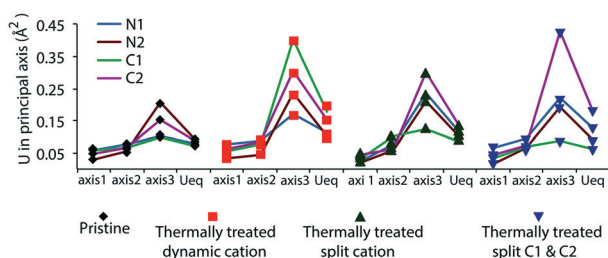 0.45
0.35
0.25
0.15
0.05
U in principal axis (Å²)
N1
N2
C1
C2
axis1 axis2 axis3 Ueq axis1 axis2 axis3 Ueq axi 1 axis2 axis3 Ueq axis1 axis2 axis3 Ueq
Pristine
Thermally treated
dynamic cation
Thermally treated
split cation
Thermally treated
split C1 & C2